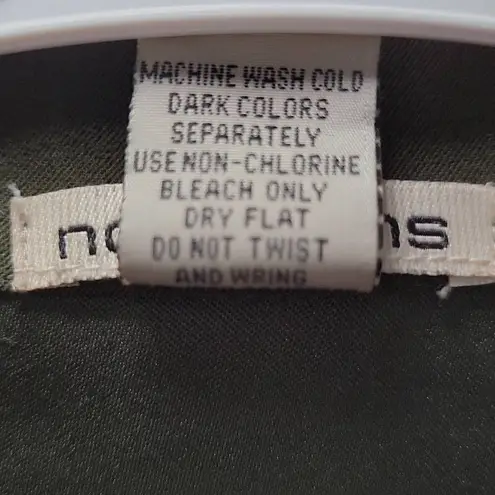 MACHINE WASH COLD
DARK COLORS
SEPARATELY
USE NON-CHLORINE
BLEACH ONLY
DRY FLAT
DO NOT TWIST
AND WRING